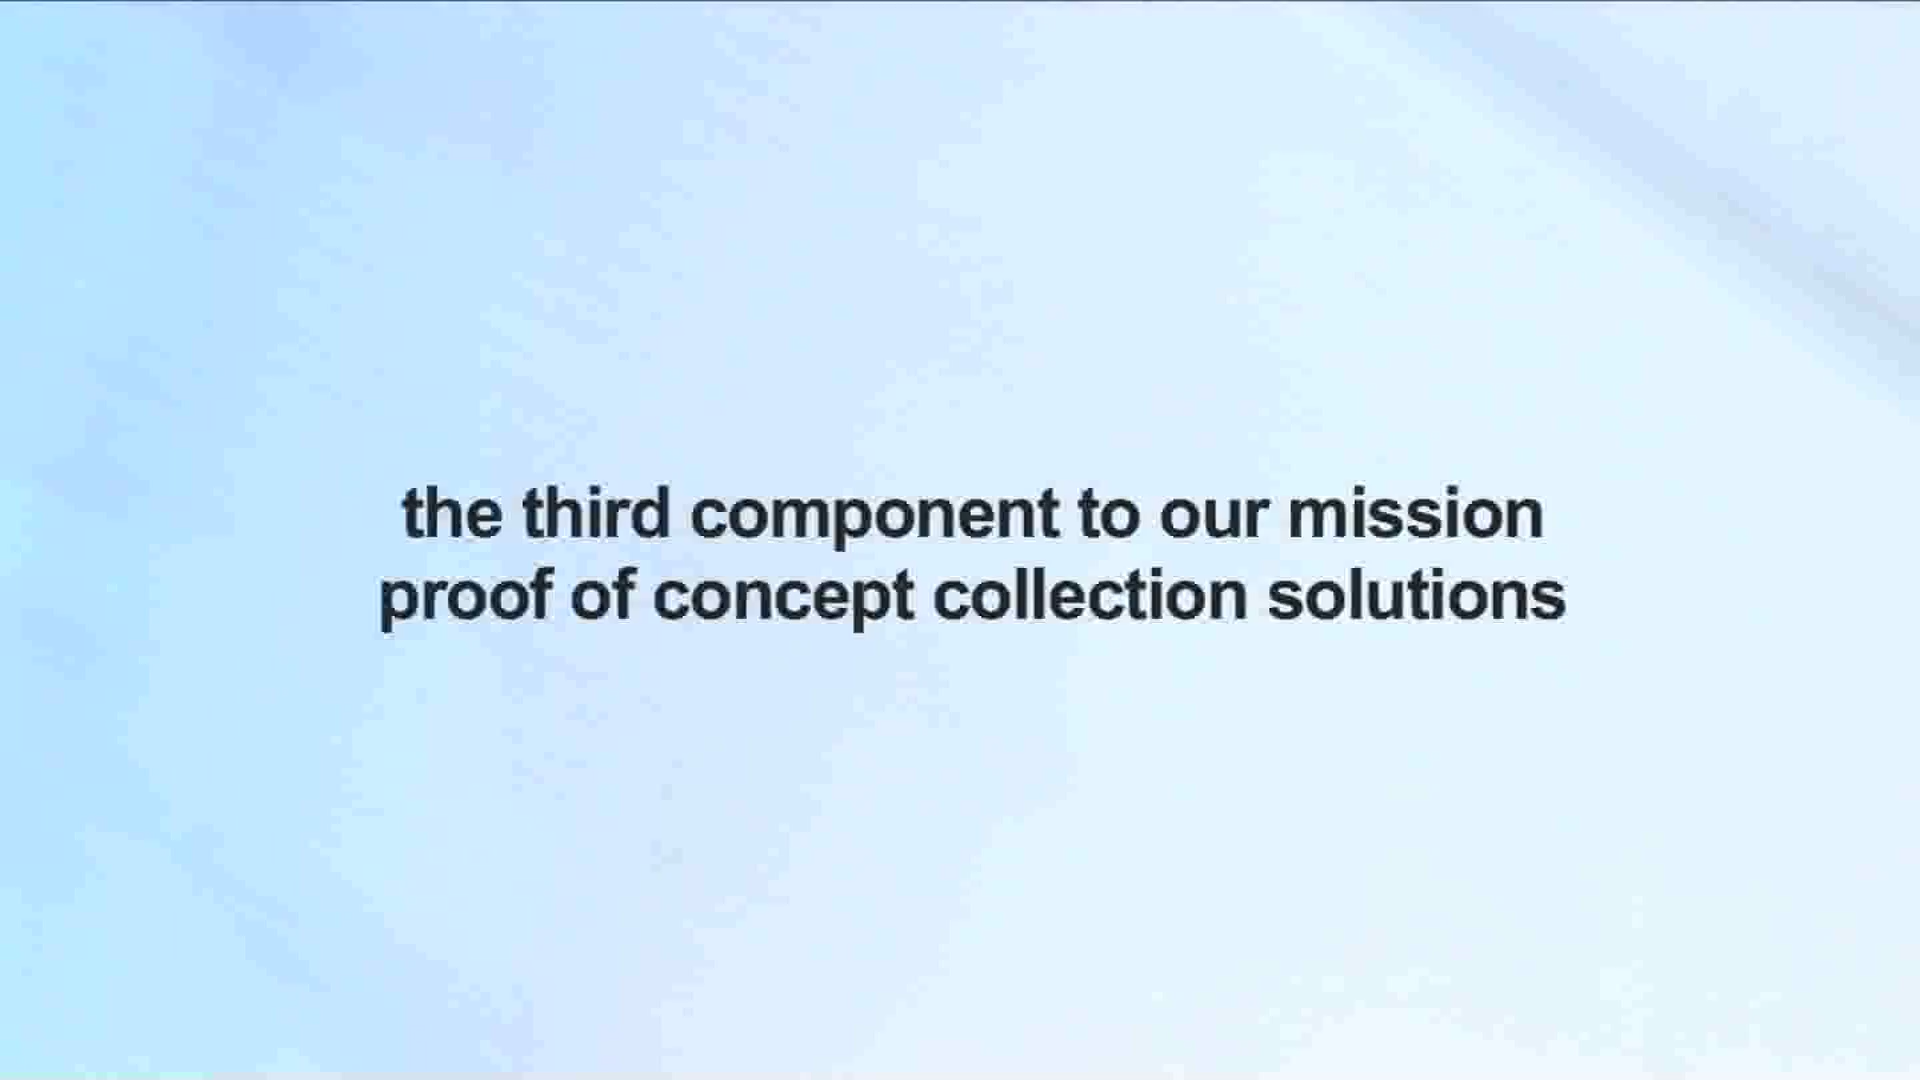 the third component to our mission
proof of concept collection solutions